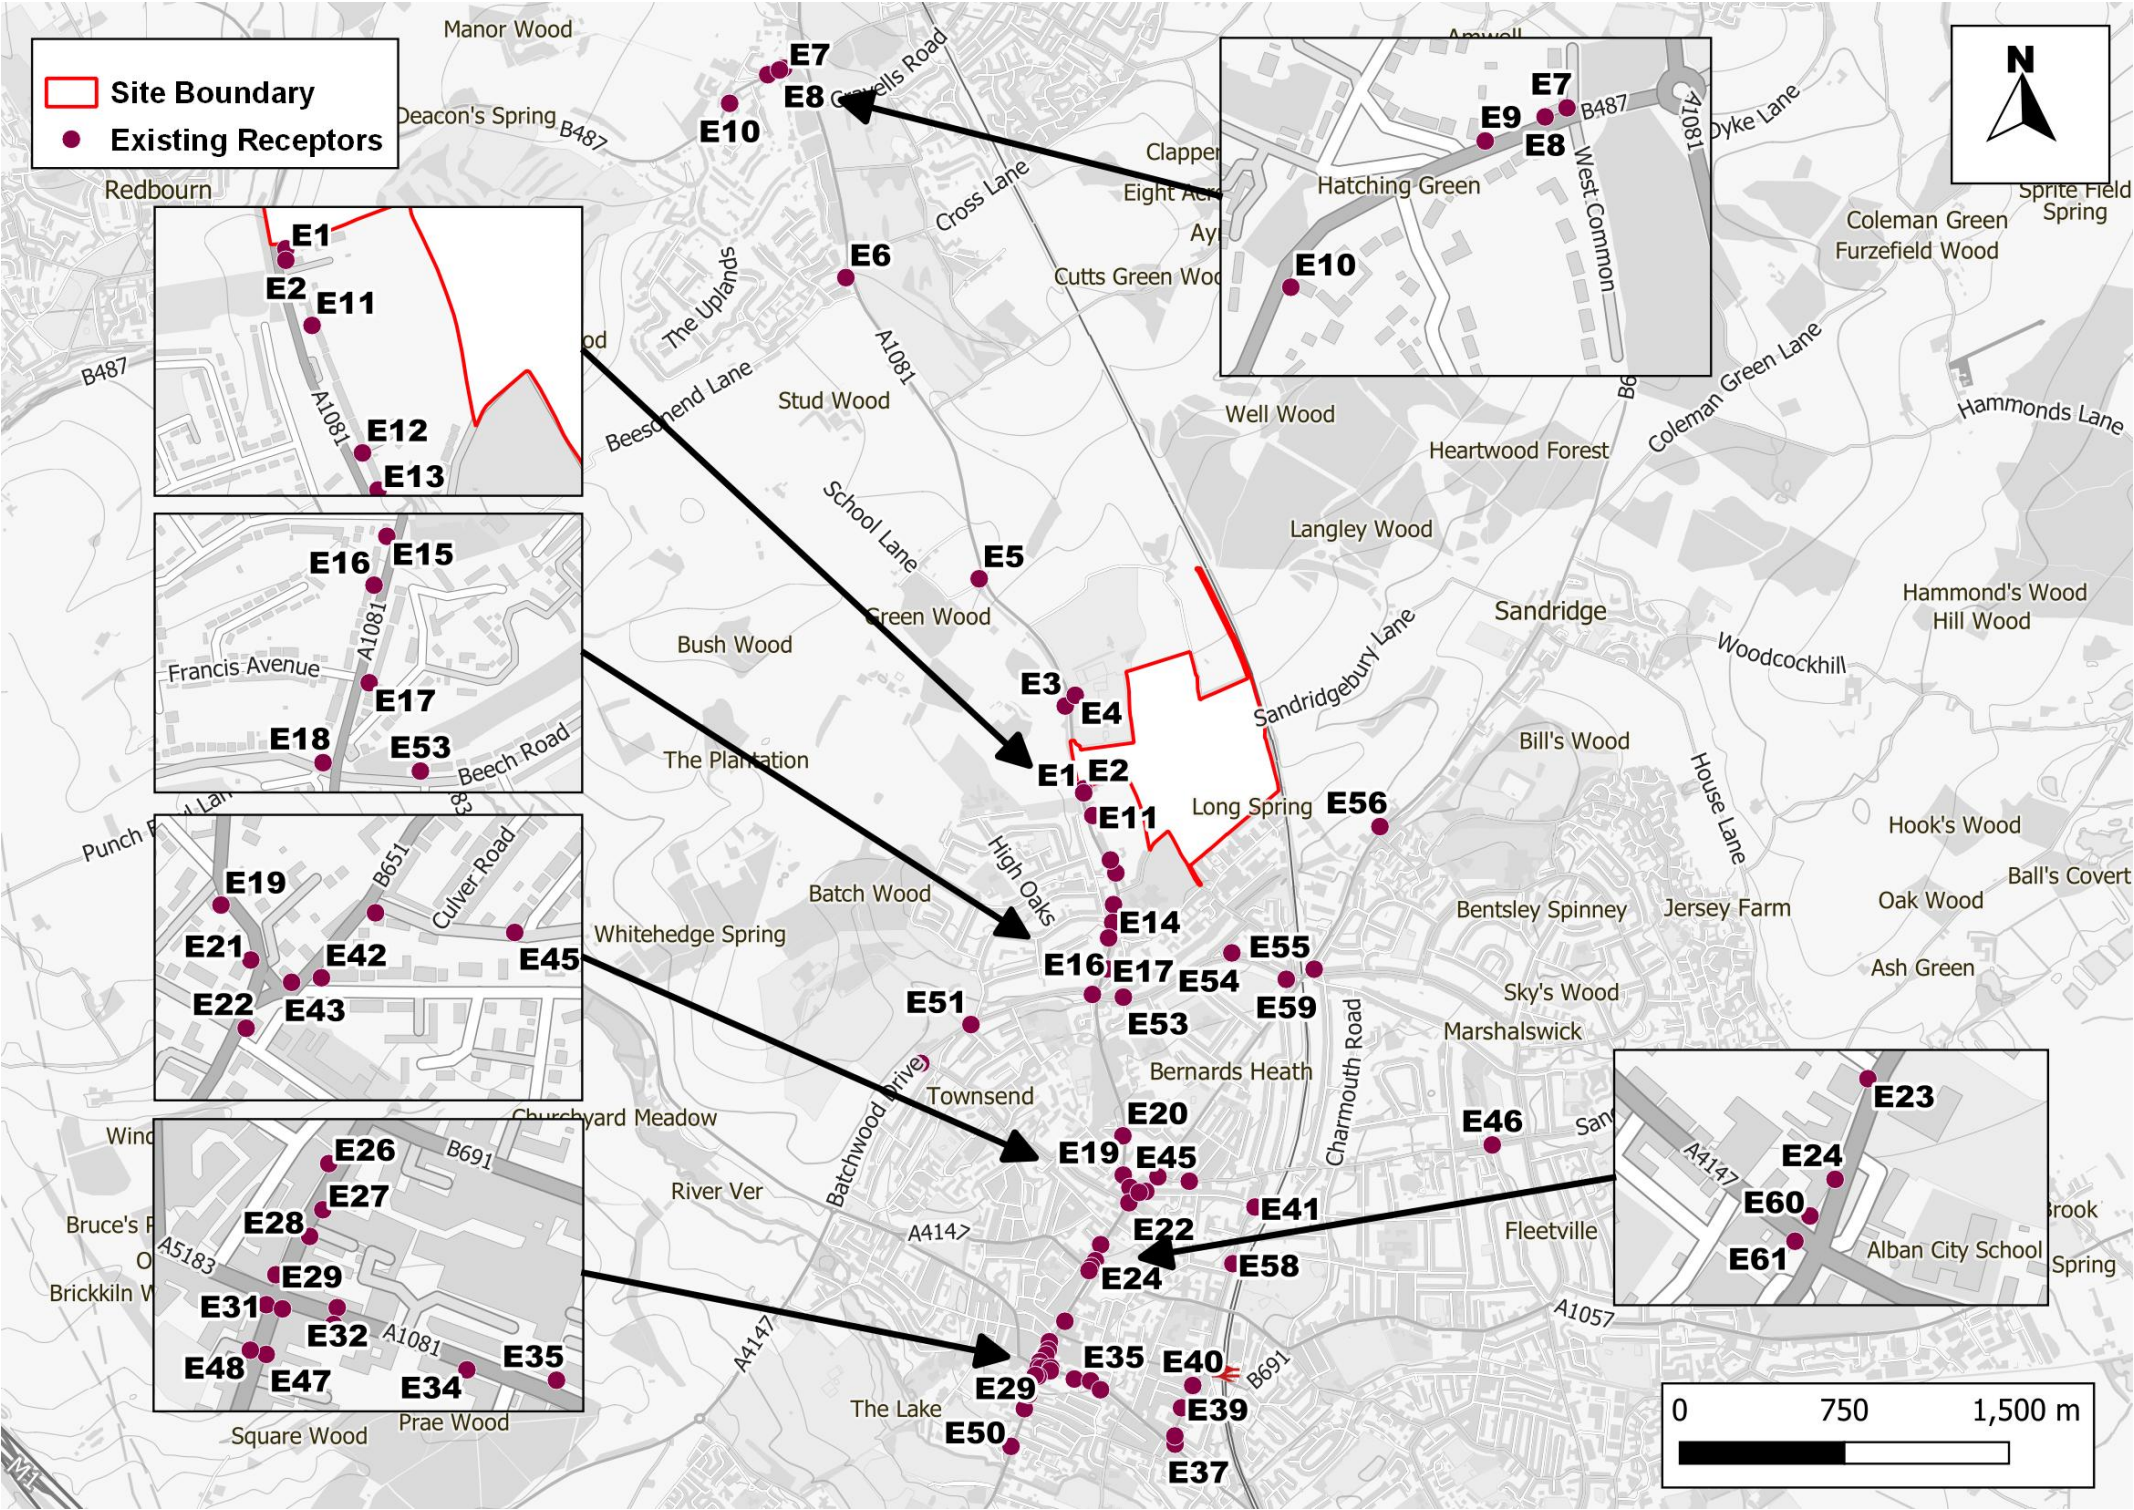 Manor Wood
Site Boundary
Existing Receptors
Deacon's Spring
B487
Redbourn
E7
E8
E10
Gravells Road
Cross Lane
E6
The Uplands
A1081
Beesonend Lane
Stud Wood
B487
Cutts Green
E7
E9
E8
B487
A1081
Hatching Green
West Common
E10
Dyke Lane
N
Sprite Field
Spring
Coleman Green
Furzefield Wood
Coleman Green Lane
Hammonds Lane
Well Wood
Heartwood Forest
Langley Wood
E1
E2
E11
A1081
E12
E13
School Lane
E5
Green Wood
Bush Wood
Sandridge
Hammond's Wood
Hill Wood
Woodcockhill
Sandridgebury Lane
E15
E16
A1081
Francis Avenue
E17
E18
E53
Beech Road
E3
E4
The Plantation
E1
E2
E11
Long Spring
E56
Bill's Wood
House Lane
Hook's Wood
Ball's Covert
Oak Wood
Ash Green
High Oaks
Batch Wood
Whitehedge Spring
E14
E16
E17
E54
E55
E59
E53
E51
Bentsley Spinney
Jersey Farm
Sky's Wood
Marshalswick
E19
B651
Culver Road
E21
E42
E45
E22
E43
Bernards Heath
Charmouth Road
Townsend
Batchwood Drive
Churchyard Meadow
River Ver
E20
E19
E45
E46
E41
E22
E24
E58
Fleetville
A4147
A4147
A1057
E23
E24
A4147
E60
E61
Alban City School
Spring
E26
B691
E27
E28
A5183
E29
E31
E32
A1081
E48
E47
E34
E35
Prae Wood
Square Wood
M1
The Lake
E29
E35
E40
B691
E39
E50
E37
0 750 1,500 m